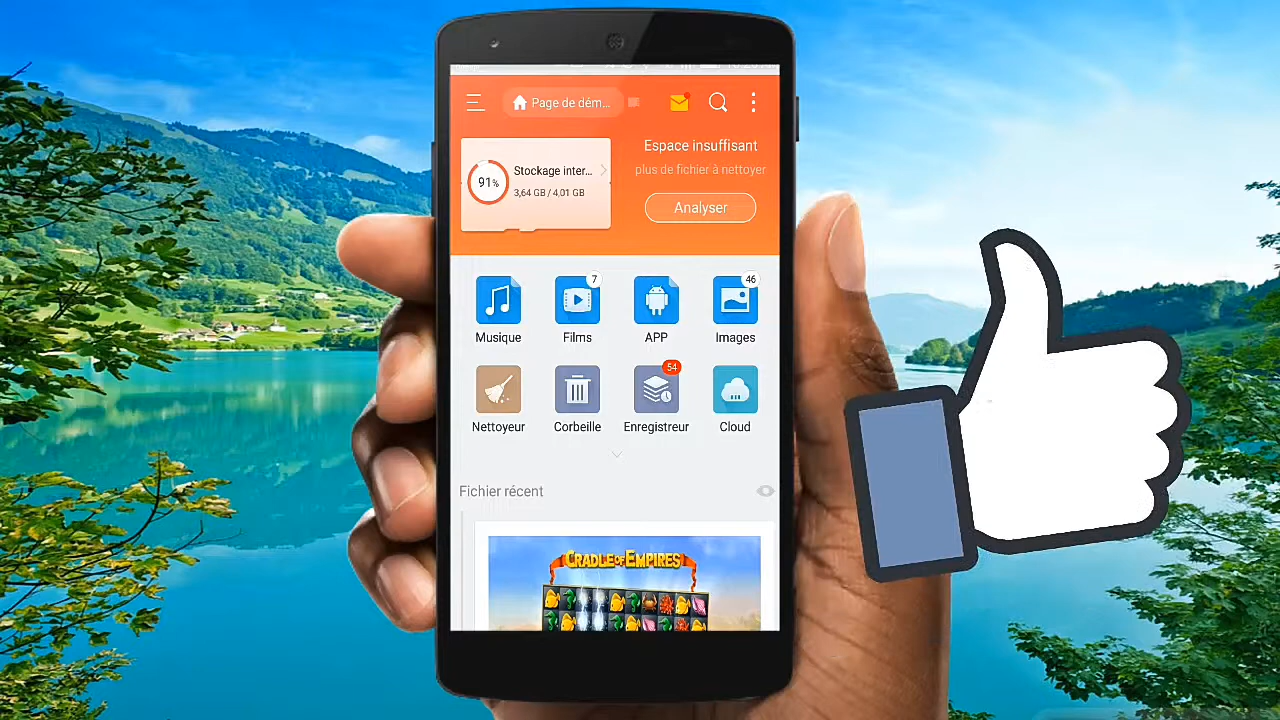 Page de dém...
Espace insuffisant
plus de fichier à nettoyer
Analyser
91%
Stockage inter...
3,64 GB / 4,01 GB
7
46
Musique
Films
APP
Images
54
Nettoyeur
Corbeille
Enregistreur
Cloud
Fichier récent
CRADLE OF EMPIRES